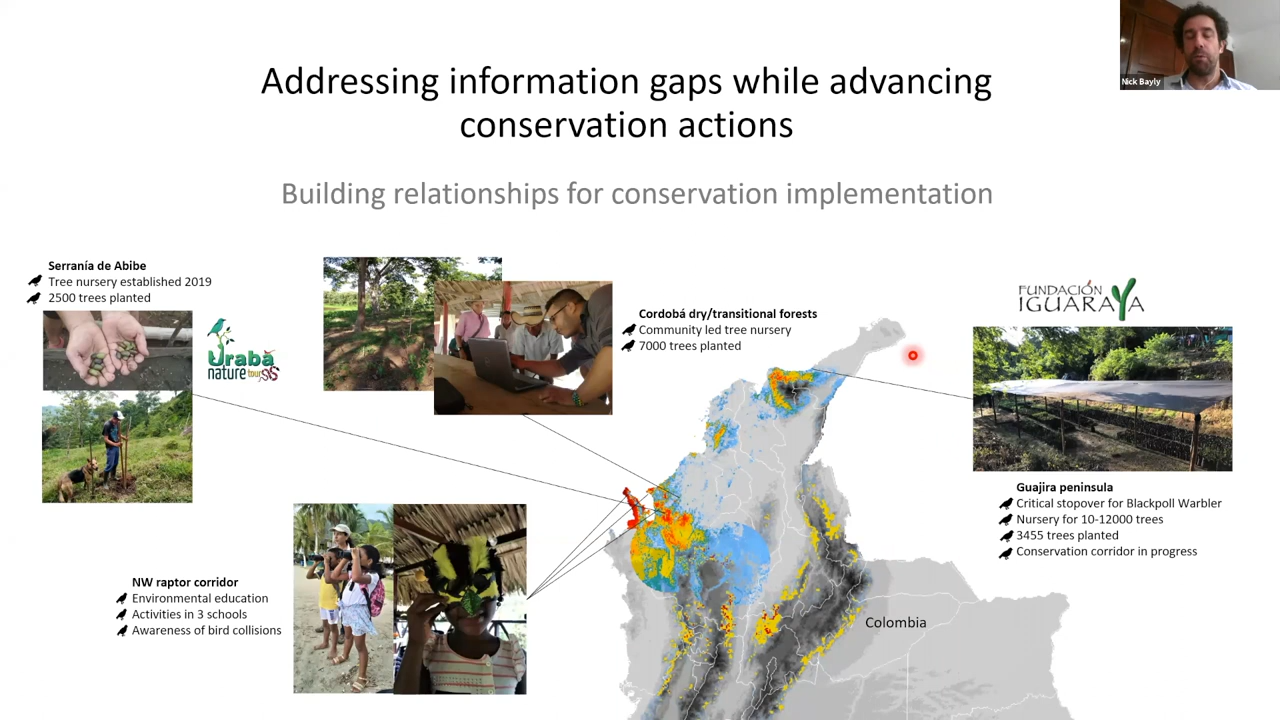 Nick Bayly
Addressing information gaps while advancing
conservation actions
Building relationships for conservation implementation
Serranía de Abibe
Tree nursery established 2019
2500 trees planted
Urabá
nature tours
Cordobá dry/transitional forests
Community led tree nursery
7000 trees planted
FUNDACIÓN
IGUARAYA
Guajira peninsula
Critical stopover for Blackpoll Warbler
Nursery for 10-12000 trees
3455 trees planted
Conservation corridor in progress
NW raptor corridor
Environmental education
Activities in 3 schools
Awareness of bird collisions
Colombia